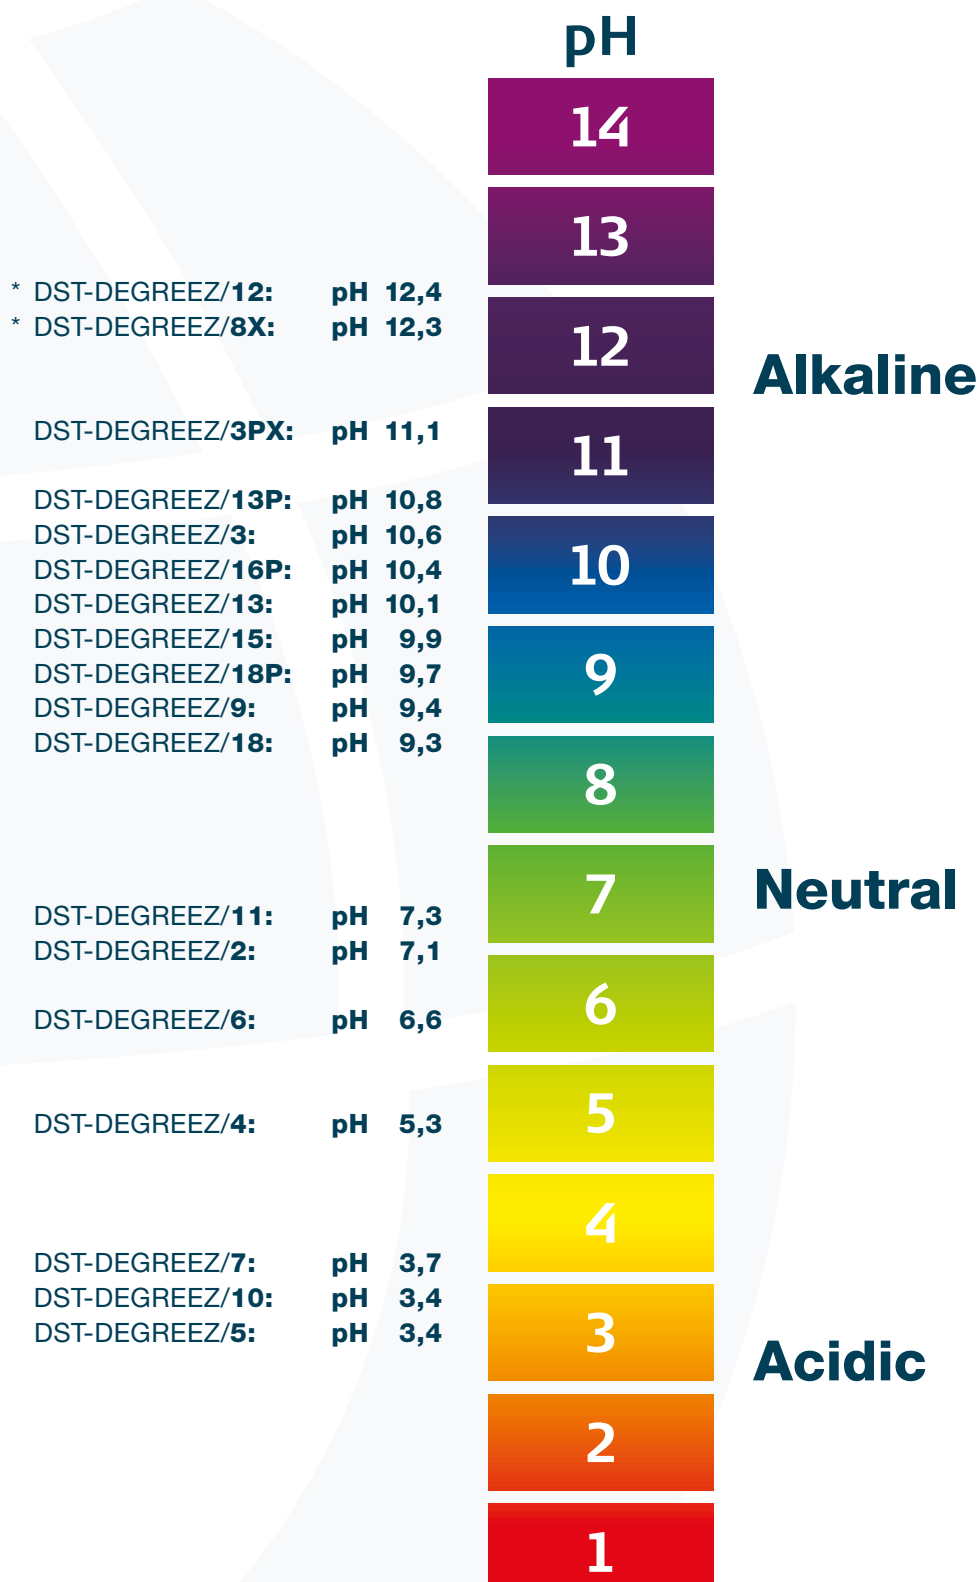 pH
14
13
* DST-DEGREEZ/12: pH 12,4
* DST-DEGREEZ/8X: pH 12,3
12
Alkaline
DST-DEGREEZ/3PX: pH 11,1
11
DST-DEGREEZ/13P: pH 10,8
DST-DEGREEZ/3: pH 10,6
DST-DEGREEZ/16P: pH 10,4
10
DST-DEGREEZ/13: pH 10,1
DST-DEGREEZ/15: pH 9,9
DST-DEGREEZ/18P: pH 9,7
9
DST-DEGREEZ/9: pH 9,4
DST-DEGREEZ/18: pH 9,3
8
7
Neutral
DST-DEGREEZ/11: pH 7,3
DST-DEGREEZ/2: pH 7,1
6
DST-DEGREEZ/6: pH 6,6
5
DST-DEGREEZ/4: pH 5,3
4
DST-DEGREEZ/7: pH 3,7
DST-DEGREEZ/10: pH 3,4
DST-DEGREEZ/5: pH 3,4
3
Acidic
2
1